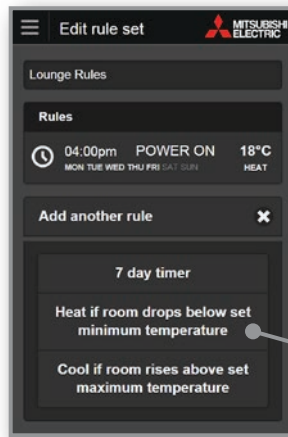 Edit rule set
MITSUBISHI
ELECTRIC
Lounge Rules
Rules
04:00pm POWER ON 18°C
MON TUE WED THU FRI SAT SUN HEAT
Add another rule
7 day timer
Heat if room drops below set
minimum temperature
Cool if room rises above set
maximum temperature